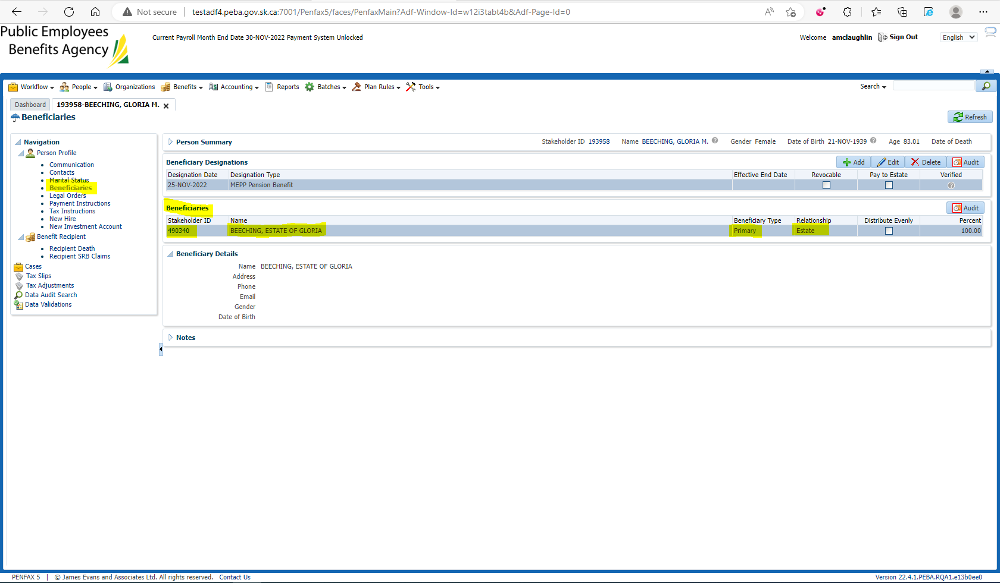 Not secure | testadf4.peba.gov.sk.ca:7001/Penfax5/faces/PenfaxMain?Adf-Window-Id=w12i3tabt4b&Adf-Page-Id=0
Public Employees
Benefits Agency
Current Payroll Month End Date 30-NOV-2022 Payment System Unlocked
Welcome amclaughlin Sign Out English
Workflow People Organizations Benefits Accounting Reports Batches Plan Rules Tools Search
Dashboard 193958-BEECHING, GLORIA M.
Beneficiaries Refresh
Navigation
Person Profile
Communication
Contacts
Marital Status
Beneficiaries
Legal Orders
Payment Instructions
Tax Instructions
New Hire
New Investment Account
Benefit Recipient
Recipient Death
Recipient SRB Claims
Cases
Tax Slips
Tax Adjustments
Data Audit Search
Data Validations
Person Summary Stakeholder ID 193958 Name BEECHING, GLORIA M. Gender Female Date of Birth 21-NOV-1939 Age 83.01 Date of Death
Beneficiary Designations Add Edit Delete Audit
Designation Date Designation Type Effective End Date Revocable Pay to Estate Verified
25-NOV-2022 MEPP Pension Benefit
Beneficiaries Audit
Stakeholder ID Name Beneficiary Type Relationship Distribute Evenly Percent
490340 BEECHING, ESTATE OF GLORIA Primary Estate 100.00
Beneficiary Details
Name BEECHING, ESTATE OF GLORIA
Address
Phone
Email
Gender
Date of Birth
Notes
PENFAX 5 | © James Evans and Associates Ltd. All rights reserved. Contact Us
Version 22.4.1.PEBA.RQA1.e13b0ee0